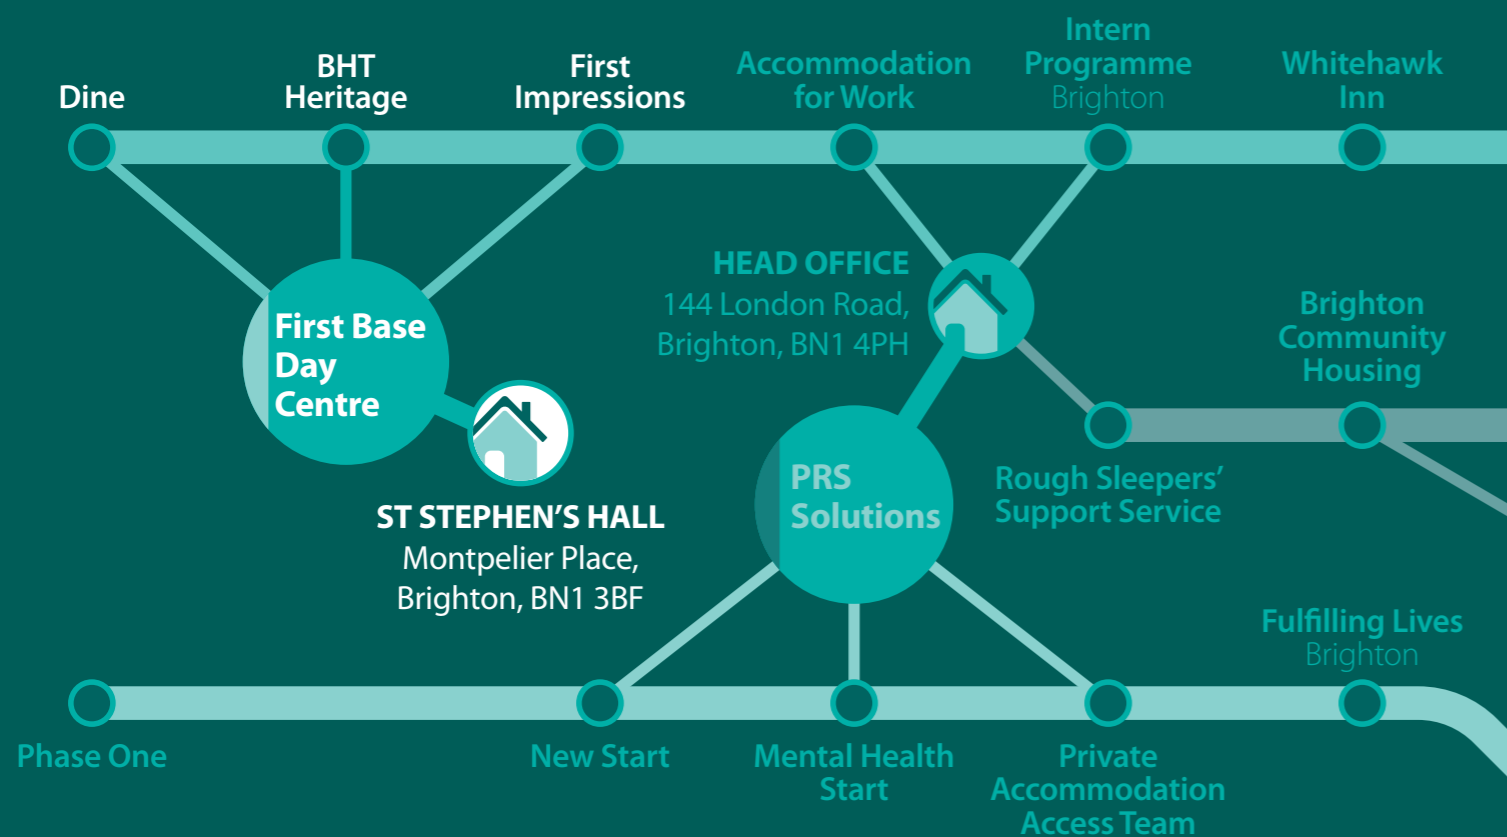 Dine
BHT
Heritage
First
Impressions
Accommodation
for Work
Intern
Programme
Brighton
Whitehawk
Inn
First Base
Day
Centre
ST STEPHEN’S HALL
Montpelier Place,
Brighton, BN1 3BF
HEAD OFFICE
144 London Road,
Brighton, BN1 4PH
PRS
Solutions
Rough Sleepers’
Support Service
Brighton
Community
Housing
Phase One
New Start
Mental Health
Start
Private
Accommodation
Access Team
Fulfilling Lives
Brighton